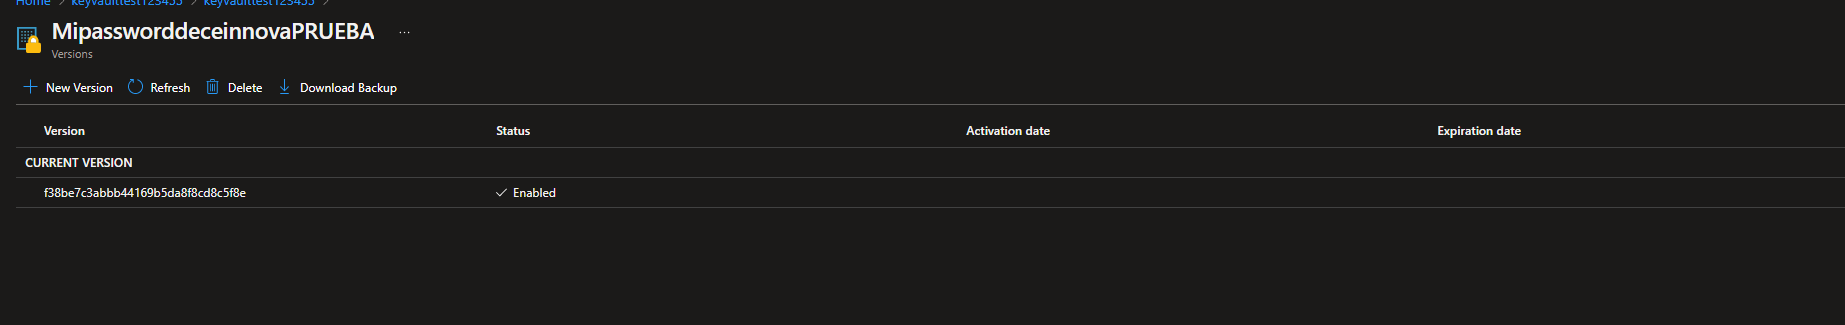 Home > keyvaulttest123455 > keyvaulttest123455 >
MipassworddeceinnovaPRUEBA ...
Versions
New Version Refresh Delete Download Backup
Version Status Activation date Expiration date
CURRENT VERSION
f38be7c3abbb44169b5da8f8cd8c5f8e Enabled